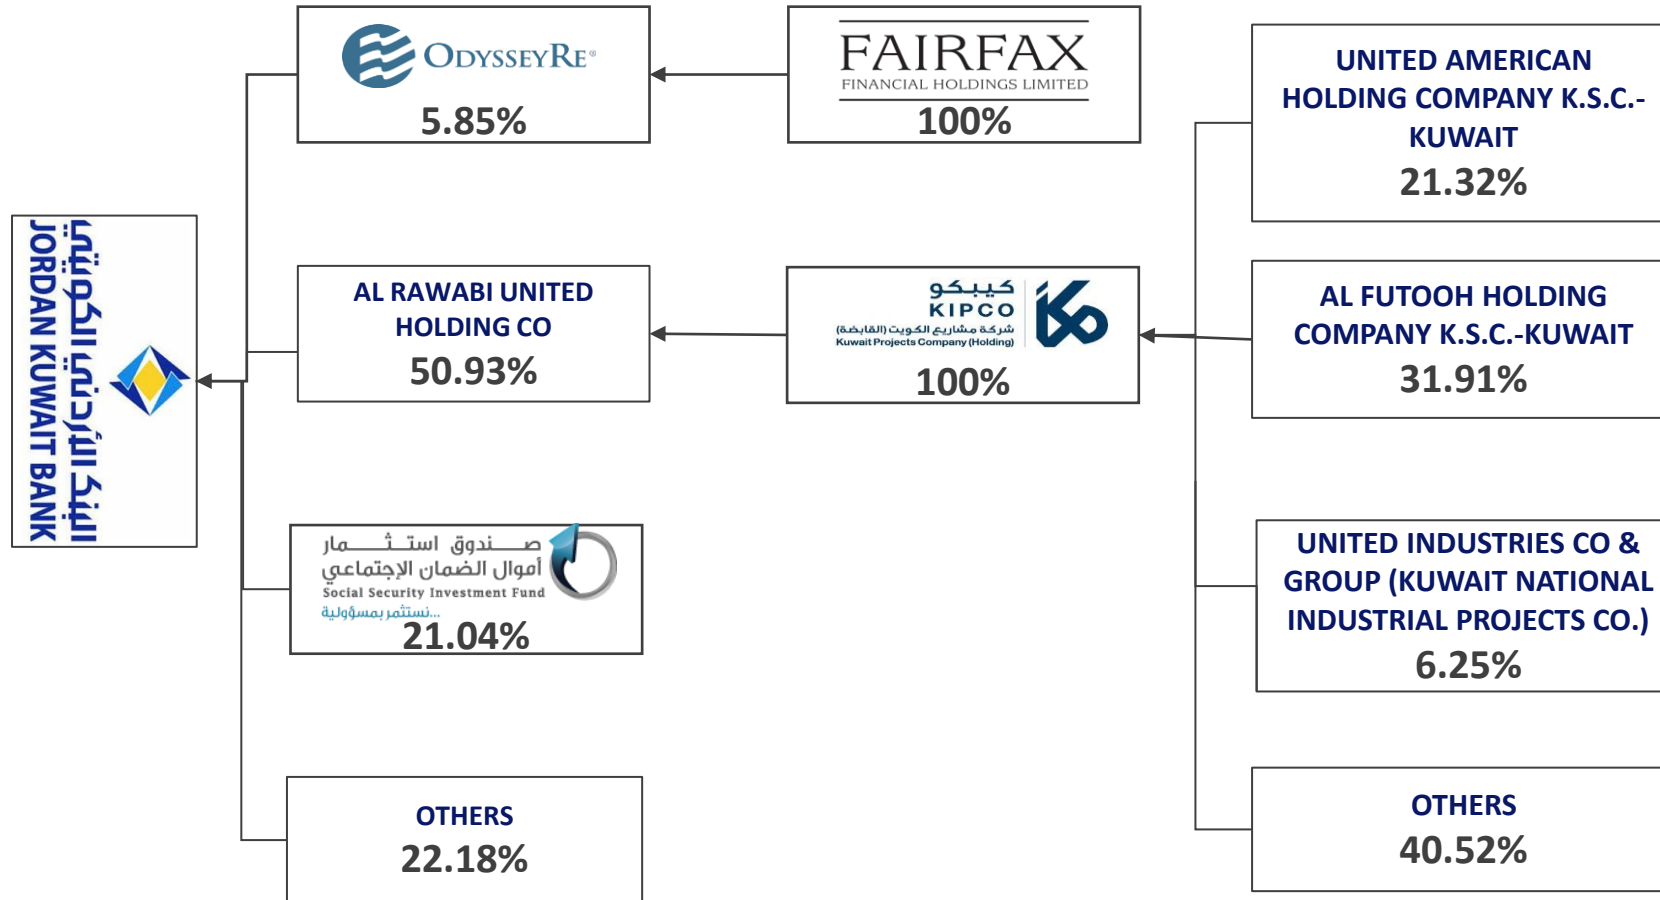 البنك الأردني الكويتي
JORDAN KUWAIT BANK
ODYSSEYRE®
5.85%
FAIRFAX
FINANCIAL HOLDINGS LIMITED
100%
UNITED AMERICAN
HOLDING COMPANY K.S.C.-
KUWAIT
21.32%
AL RAWABI UNITED
HOLDING CO
50.93%
كيبكو
KIPCO
شركة مشاريع الكويت (القابضة)
Kuwait Projects Company (Holding)
100%
AL FUTOOH HOLDING
COMPANY K.S.C.-KUWAIT
31.91%
صـــندوق استــثـــــمار
أموال الضمان الإجتماعي
Social Security Investment Fund
نستثمر بمسؤولية...
21.04%
UNITED INDUSTRIES CO &
GROUP (KUWAIT NATIONAL
INDUSTRIAL PROJECTS CO.)
6.25%
OTHERS
22.18%
OTHERS
40.52%